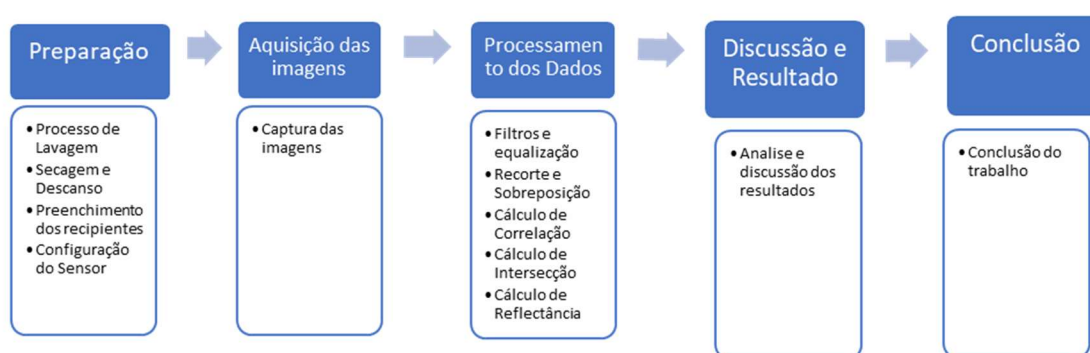 Preparação
• Processo de
Lavagem
• Secagem e
Descanso
• Preenchimento
dos recipientes
• Configuração
do Sensor
Aquisição das
imagens
• Captura das
imagens
Processamen
to dos Dados
• Filtros e
equalização
• Recorte e
Sobreposição
• Cálculo de
Correlação
• Cálculo de
Intersecção
• Cálculo de
Reflectância
Discussão e
Resultado
• Analise e
discussão dos
resultados
Conclusão
• Conclusão do
trabalho